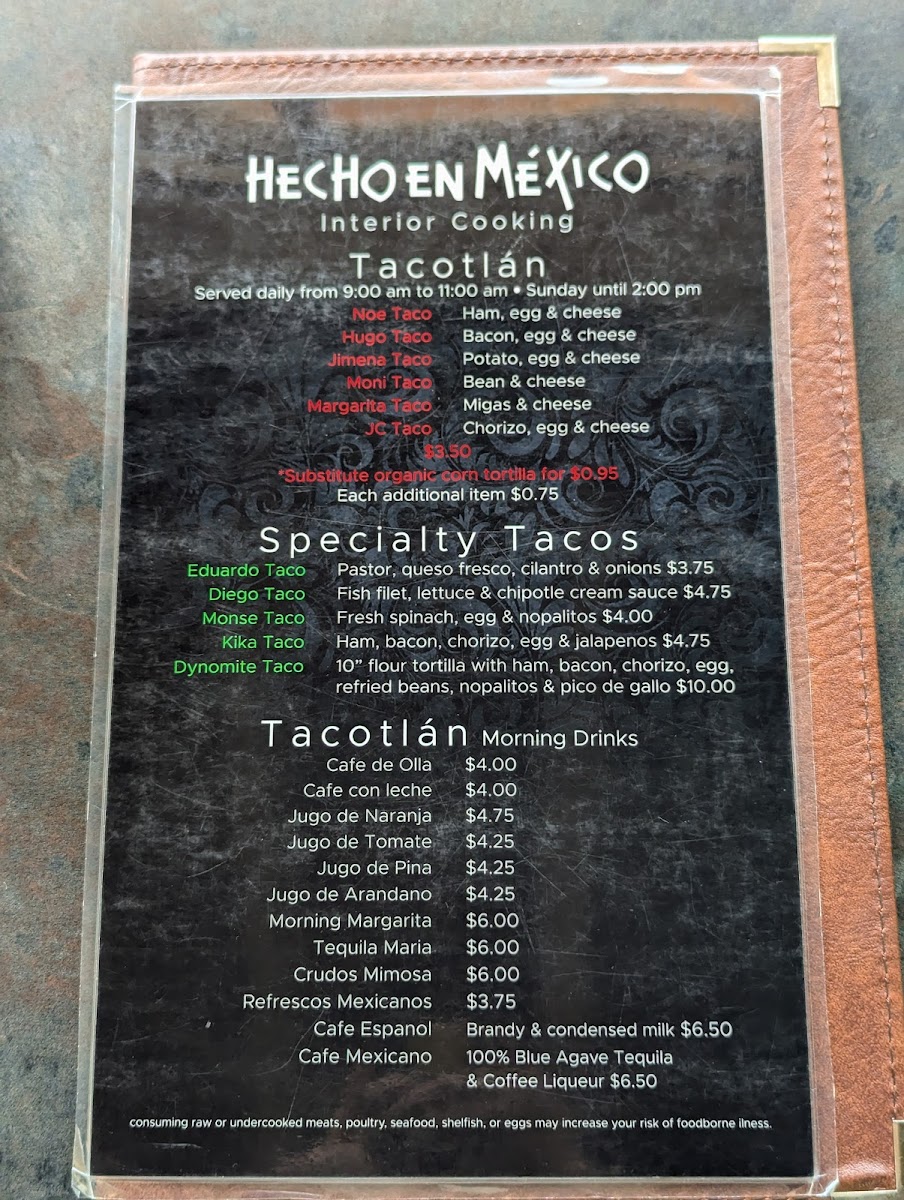 HECHO EN MÉXICO
Interior Cooking
Tacotlán
Served daily from 9:00 am to 11:00 am • Sunday until 2:00 pm
Noe Taco Ham, egg & cheese
Hugo Taco Bacon, egg & cheese
Jimena Taco Potato, egg & cheese
Moni Taco Bean & cheese
Margarita Taco Migas & cheese
JC Taco Chorizo, egg & cheese
$3.50
*Substitute organic corn tortilla for $0.95
Each additional item $0.75
Specialty Tacos
Eduardo Taco Pastor, queso fresco, cilantro & onions $3.75
Diego Taco Fish filet, lettuce & chipotle cream sauce $4.75
Monse Taco Fresh spinach, egg & nopalitos $4.00
Kika Taco Ham, bacon, chorizo, egg & jalapenos $4.75
Dynomite Taco 10” flour tortilla with ham, bacon, chorizo, egg,
refried beans, nopalitos & pico de gallo $10.00
Tacotlán Morning Drinks
Cafe de Olla $4.00
Cafe con leche $4.00
Jugo de Naranja $4.75
Jugo de Tomate $4.25
Jugo de Pina $4.25
Jugo de Arandano $4.25
Morning Margarita $6.00
Tequila Maria $6.00
Crudos Mimosa $6.00
Refrescos Mexicanos $3.75
Cafe Espanol Brandy & condensed milk $6.50
Cafe Mexicano 100% Blue Agave Tequila
& Coffee Liqueur $6.50
consuming raw or undercooked meats, poultry, seafood, shelfish, or eggs may increase your risk of foodborne ilness.